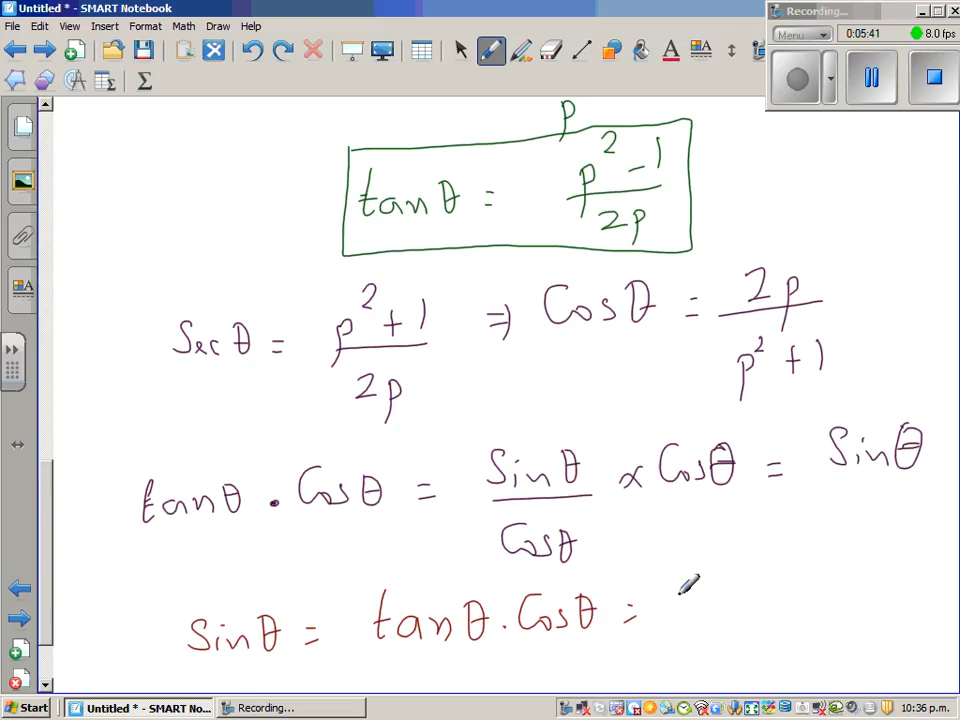 Untitled * - SMART Notebook
Recording...
File Edit View Insert Format Math Draw Help
Menu 0:05:41 8.0 fps
p
tanθ = p² - 1 / 2p
Secθ = p² + 1 / 2p ⇒ Cosθ = 2p / p² + 1
tanθ . Cosθ = Sinθ / Cosθ × Cosθ = Sinθ
Sinθ = tanθ . Cosθ =
Start Untitled * - SMART No... Recording... 10:36 p.m.